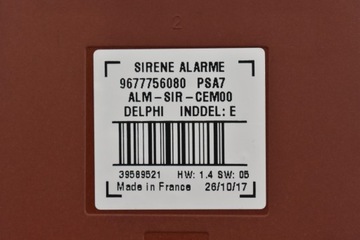 2
SIRENE ALARME
9677756080 PSA7
ALM-SIR-CEM00
DELPHI INDDEL: E
39589521 HW: 1.4 SW: 05
Made in France 26/10/17